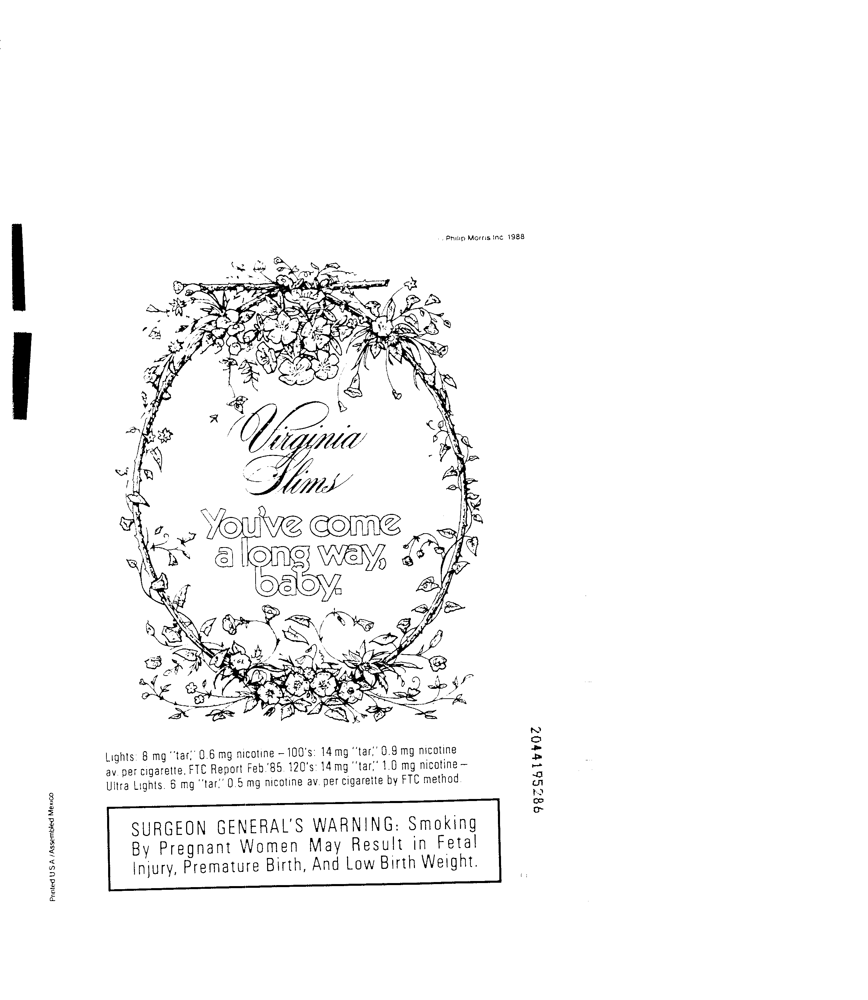 Philip Morris Inc. 1988
Virginia
Slims
You've come
a long way,
baby.
Lights: 8 mg "tar," 0.6 mg nicotine – 100's: 14 mg "tar," 0.9 mg nicotine
av. per cigarette, FTC Report Feb.'85. 120's: 14 mg "tar," 1.0 mg nicotine –
Ultra Lights: 6 mg "tar," 0.5 mg nicotine av. per cigarette by FTC method.
SURGEON GENERAL'S WARNING: Smoking
By Pregnant Women May Result in Fetal
Injury, Premature Birth, And Low Birth Weight.
Printed U.S.A./Assembled Mexico
2044195286